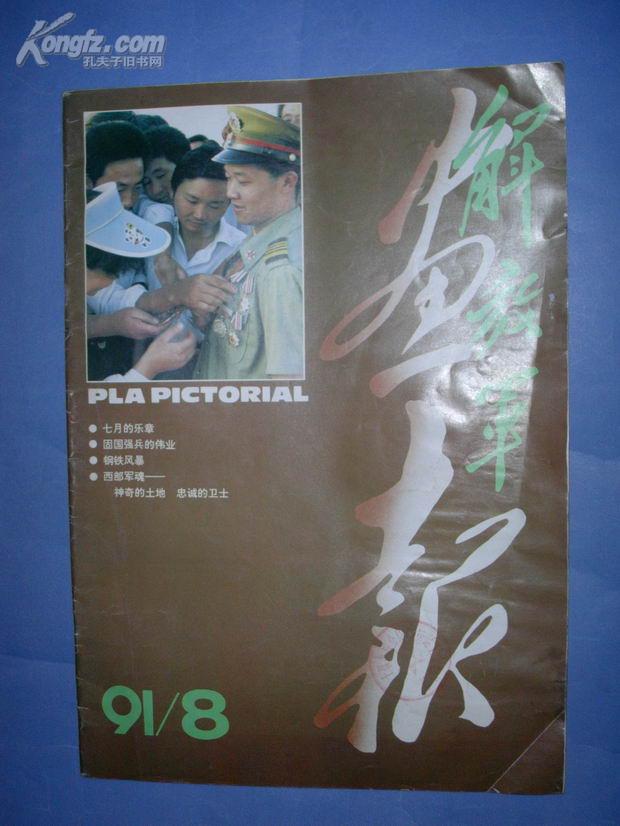 Kongfz.com
孔夫子旧书网
解放军
画报
PLA PICTORIAL
● 七月的乐章
● 固国强兵的伟业
● 钢铁风暴
● 西部军魂——
神奇的土地 忠诚的卫士
91/8